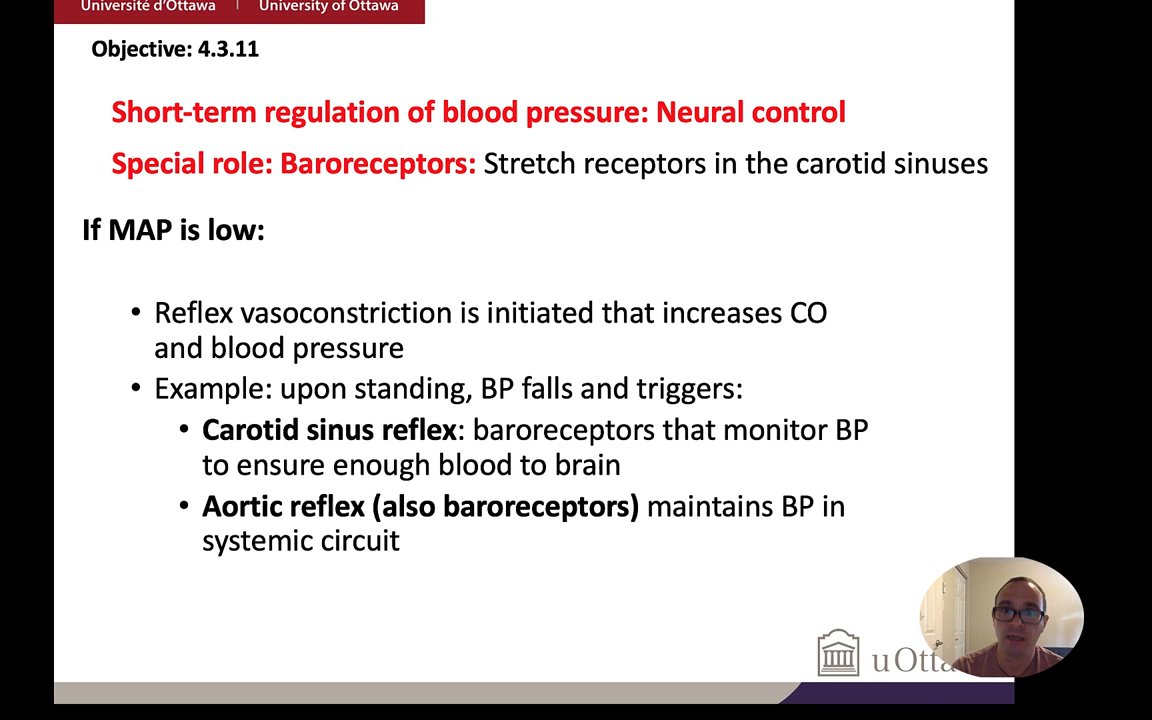 Université d'Ottawa | University of Ottawa
Objective: 4.3.11
Short-term regulation of blood pressure: Neural control
Special role: Baroreceptors: Stretch receptors in the carotid sinuses
If MAP is low:
• Reflex vasoconstriction is initiated that increases CO
and blood pressure
• Example: upon standing, BP falls and triggers:
• Carotid sinus reflex: baroreceptors that monitor BP
to ensure enough blood to brain
• Aortic reflex (also baroreceptors) maintains BP in
systemic circuit